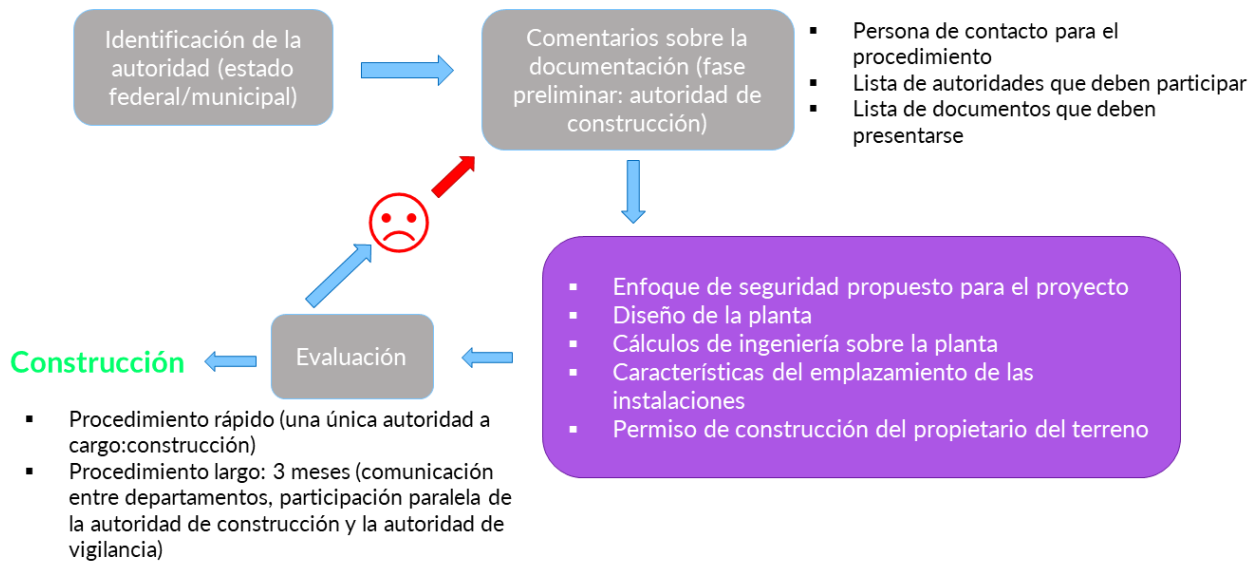 Identificación de la
autoridad (estado
federal/municipal)
Comentarios sobre la
documentación (fase
preliminar: autoridad de
construcción)
▪ Persona de contacto para el
procedimiento
▪ Lista de autoridades que deben participar
▪ Lista de documentos que deben
presentarse
▪ Enfoque de seguridad propuesto para el proyecto
▪ Diseño de la planta
▪ Cálculos de ingeniería sobre la planta
▪ Características del emplazamiento de las
instalaciones
▪ Permiso de construcción del propietario del terreno
Evaluación
Construcción
▪ Procedimiento rápido (una única autoridad a
cargo:construcción)
▪ Procedimiento largo: 3 meses (comunicación
entre departamentos, participación paralela de
la autoridad de construcción y la autoridad de
vigilancia)